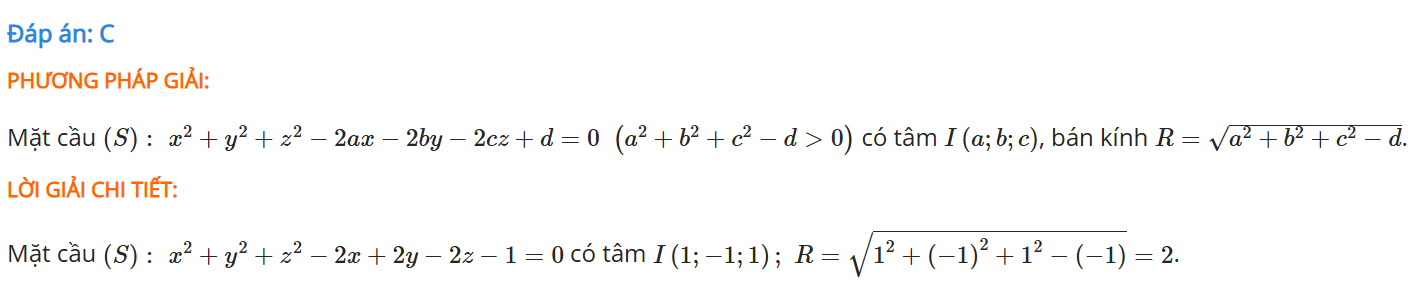 Đáp án: C
PHƯƠNG PHÁP GIẢI:
Mặt cầu (S) : x² + y² + z² − 2ax − 2by − 2cz + d = 0 (a² + b² + c² − d > 0) có tâm I (a; b; c), bán kính R = √(a² + b² + c² − d).
LỜI GIẢI CHI TIẾT:
Mặt cầu (S) : x² + y² + z² − 2x + 2y − 2z − 1 = 0 có tâm I (1; −1; 1) ; R = √(1² + (−1)² + 1² − (−1)) = 2.